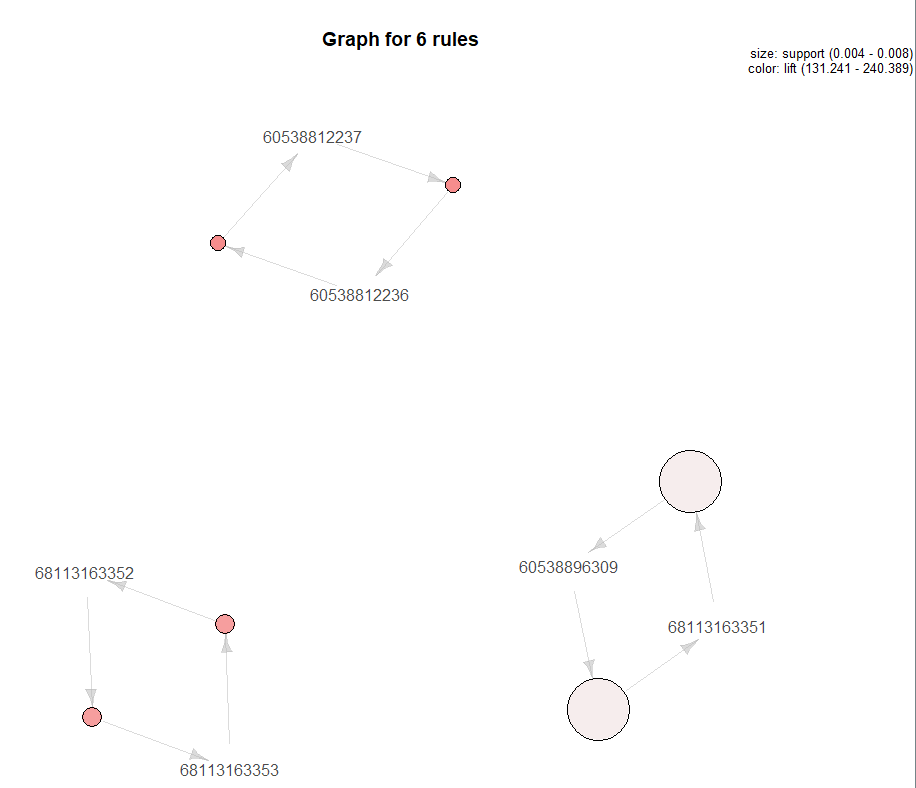 Graph for 6 rules
size: support (0.004 - 0.008)
color: lift (131.241 - 240.389)
60538812237
60538812236
60538896309
68113163352
68113163351
68113163353